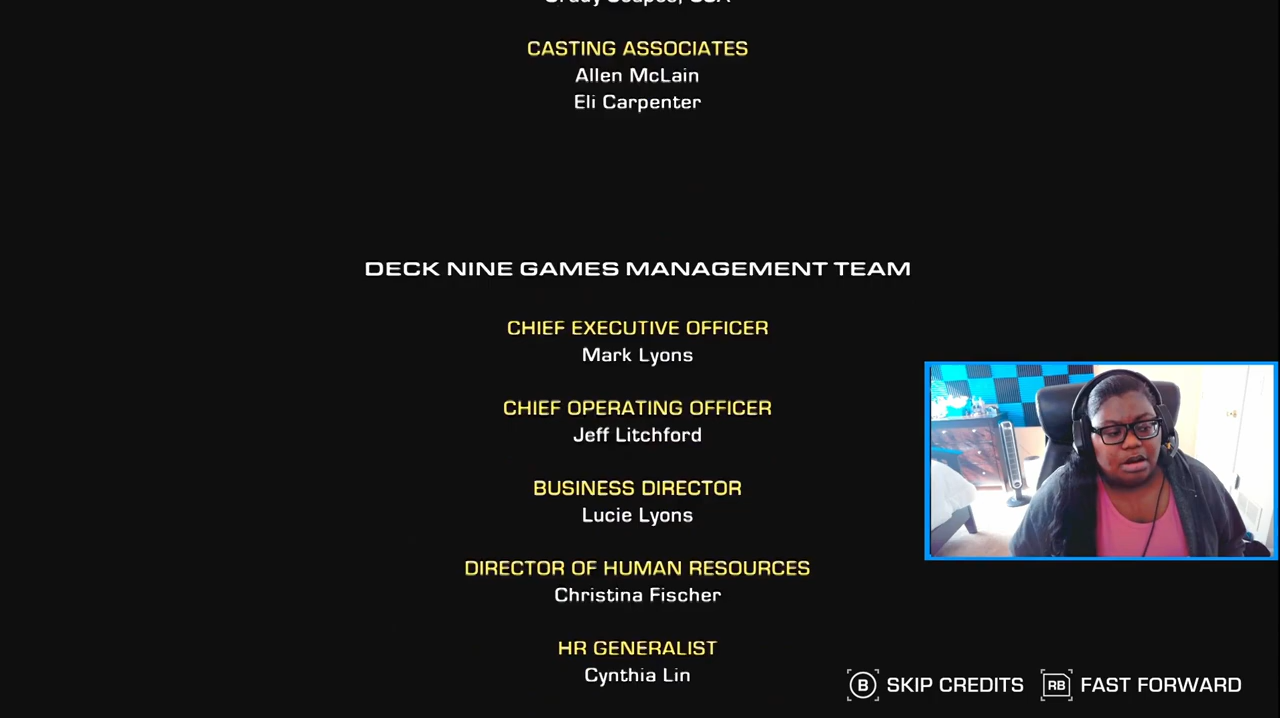 CASTING ASSOCIATES
Allen McLain
Eli Carpenter
DECK NINE GAMES MANAGEMENT TEAM
CHIEF EXECUTIVE OFFICER
Mark Lyons
CHIEF OPERATING OFFICER
Jeff Litchford
BUSINESS DIRECTOR
Lucie Lyons
DIRECTOR OF HUMAN RESOURCES
Christina Fischer
HR GENERALIST
Cynthia Lin
B SKIP CREDITS RB FAST FORWARD